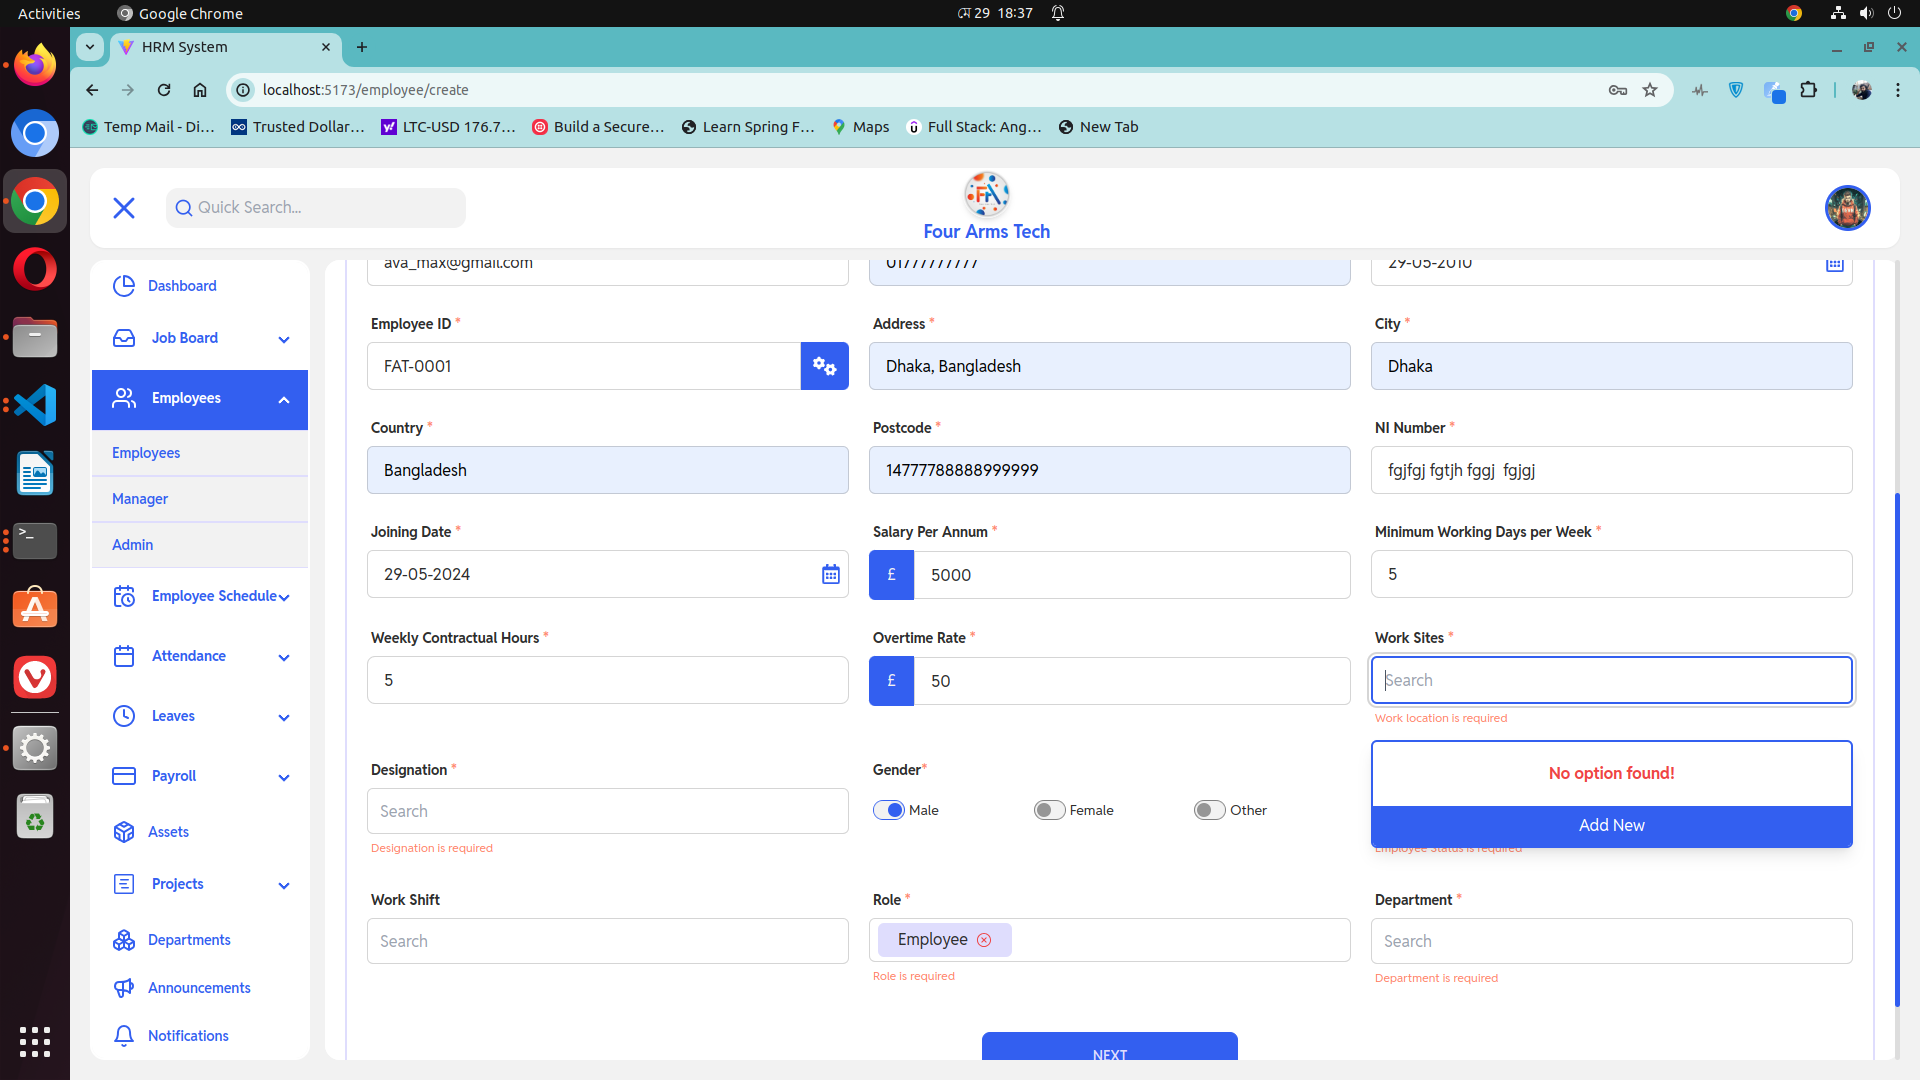 Activities
Google Chrome
মে 29 18:37
HRM System
localhost:5173/employee/create
Temp Mail - Di...
Trusted Dollar...
LTC-USD 176.7...
Build a Secure...
Learn Spring F...
Maps
Full Stack: Ang...
New Tab
Quick Search...
Four Arms Tech
Dashboard
Job Board
Employees
Employees
Manager
Admin
Employee Schedule
Attendance
Leaves
Payroll
Assets
Projects
Departments
Announcements
Notifications
ava_max@gmail.com
01777777777
29-05-2010
Employee ID *
Address *
City *
FAT-0001
Dhaka, Bangladesh
Dhaka
Country *
Postcode *
NI Number *
Bangladesh
14777788888999999
fgjfgj fgtjh fggj  fgjgj
Joining Date *
Salary Per Annum *
Minimum Working Days per Week *
29-05-2024
£ 5000
5
Weekly Contractual Hours *
Overtime Rate *
Work Sites *
5
£ 50
Search
Work location is required
Designation *
Gender*
No option found!
Search
Male
Female
Other
Add New
Designation is required
Employee Status is required
Work Shift
Role *
Department *
Search
Employee
Search
Role is required
Department is required
NEXT